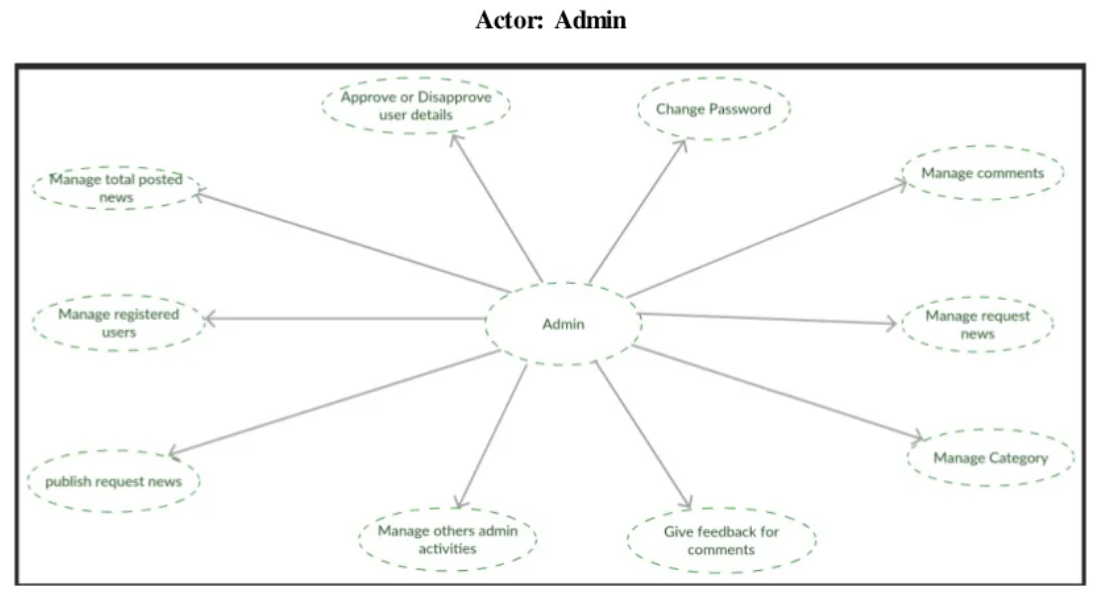 Actor: Admin
Approve or Disapprove
user details
Change Password
Manage total posted
news
Manage comments
Manage registered
users
Admin
Manage request
news
publish request news
Manage Category
Manage others admin
activities
Give feedback for
comments